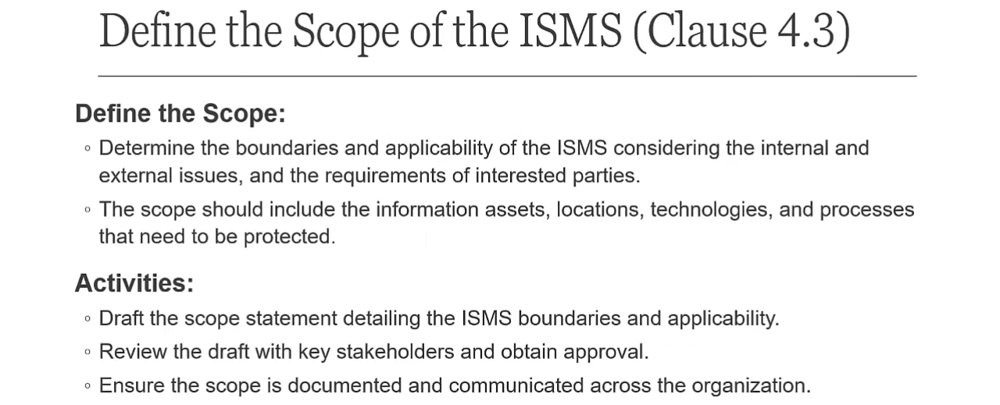 Define the Scope of the ISMS (Clause 4.3)
Define the Scope:
◦ Determine the boundaries and applicability of the ISMS considering the internal and
external issues, and the requirements of interested parties.
◦ The scope should include the information assets, locations, technologies, and processes
that need to be protected.
Activities:
◦ Draft the scope statement detailing the ISMS boundaries and applicability.
◦ Review the draft with key stakeholders and obtain approval.
◦ Ensure the scope is documented and communicated across the organization.